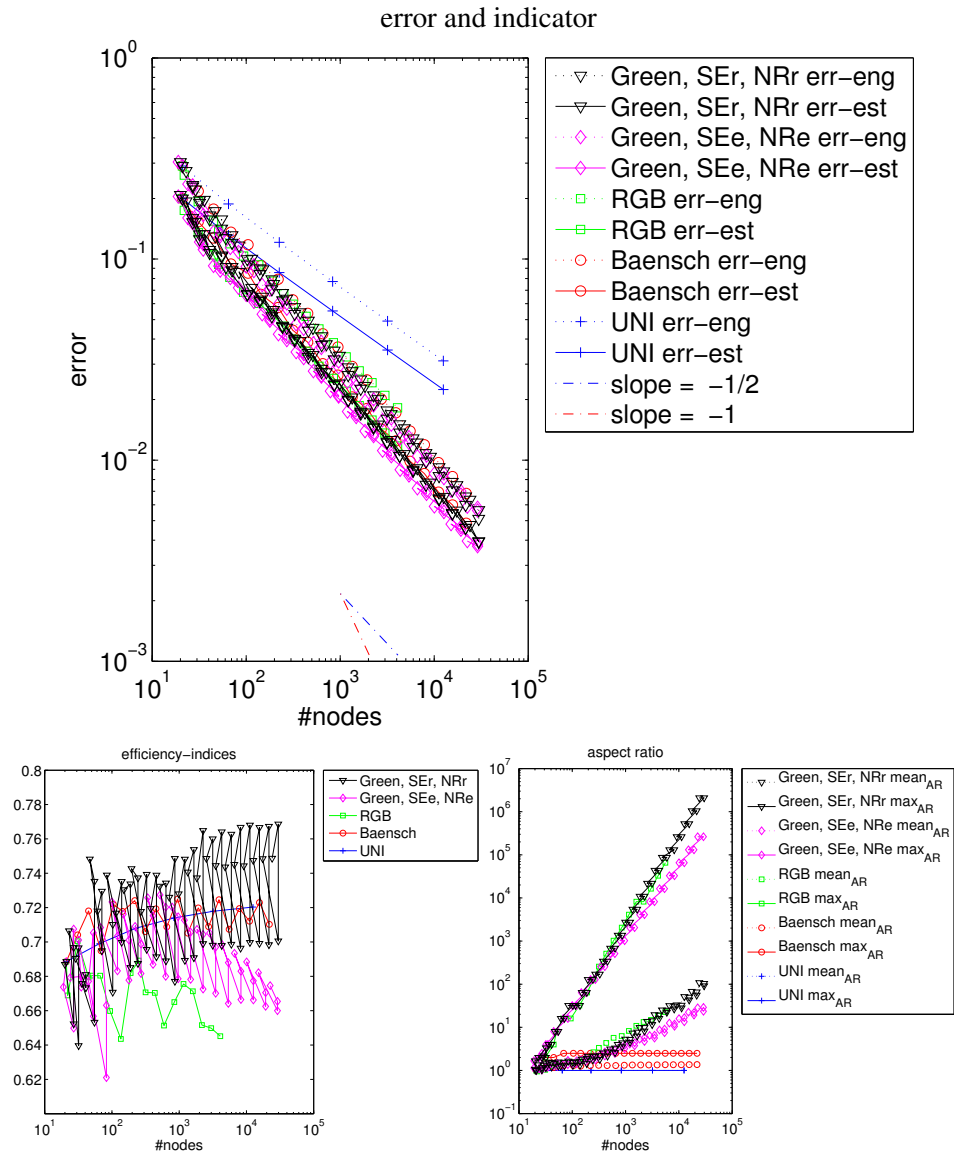 error and indicator
10^0
10^-1
10^-2
10^-3
error
10^1 10^2 10^3 10^4 10^5
#nodes
Green, SEr, NRr err-eng
Green, SEr, NRr err-est
Green, SEe, NRe err-eng
Green, SEe, NRe err-est
RGB err-eng
RGB err-est
Baensch err-eng
Baensch err-est
UNI err-eng
UNI err-est
slope = -1/2
slope = -1
efficiency-indices
0.8
0.78
0.76
0.74
0.72
0.7
0.68
0.66
0.64
0.62
10^1 10^2 10^3 10^4 10^5
#nodes
Green, SEr, NRr
Green, SEe, NRe
RGB
Baensch
UNI
aspect ratio
10^7
10^6
10^5
10^4
10^3
10^2
10^1
10^0
10^-1
10^1 10^2 10^3 10^4 10^5
#nodes
Green, SEr, NRr mean_AR
Green, SEr, NRr max_AR
Green, SEe, NRe mean_AR
Green, SEe, NRe max_AR
RGB mean_AR
RGB max_AR
Baensch mean_AR
Baensch max_AR
UNI mean_AR
UNI max_AR